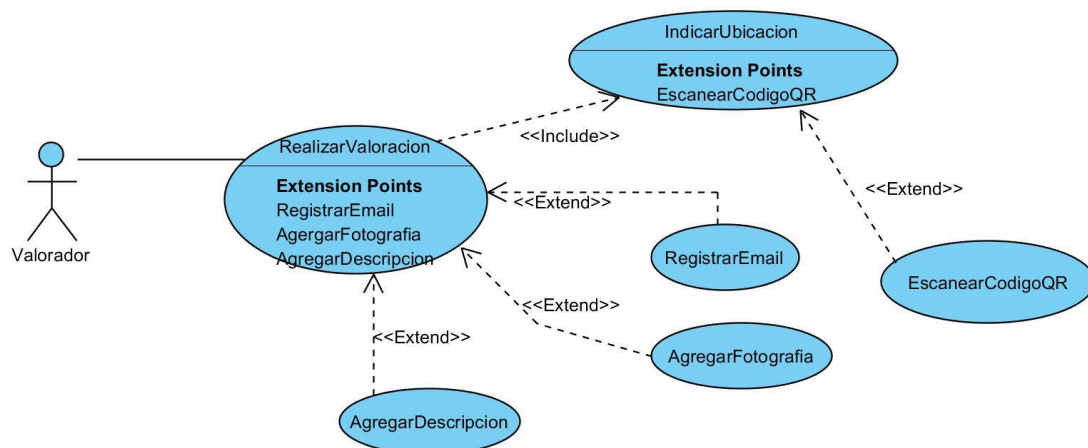 IndicarUbicacion
Extension Points
EscanearCodigoQR
<<Include>>
RealizarValoracion
Extension Points
RegistrarEmail
AgergarFotografia
AgregarDescripcion
Valorador
<<Extend>>
<<Extend>>
RegistrarEmail
EscanearCodigoQR
<<Extend>>
<<Extend>>
AgregarFotografia
AgregarDescripcion